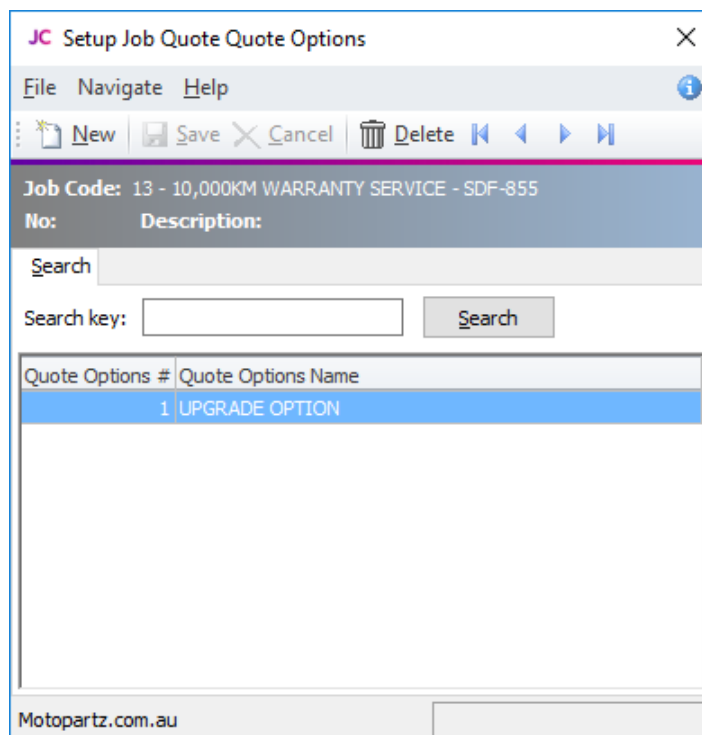 JC Setup Job Quote Quote Options
File Navigate Help
New Save Cancel Delete
Job Code: 13 - 10,000KM WARRANTY SERVICE - SDF-855
No: Description:
Search
Search key: Search
Quote Options # Quote Options Name
1 UPGRADE OPTION
Motopartz.com.au